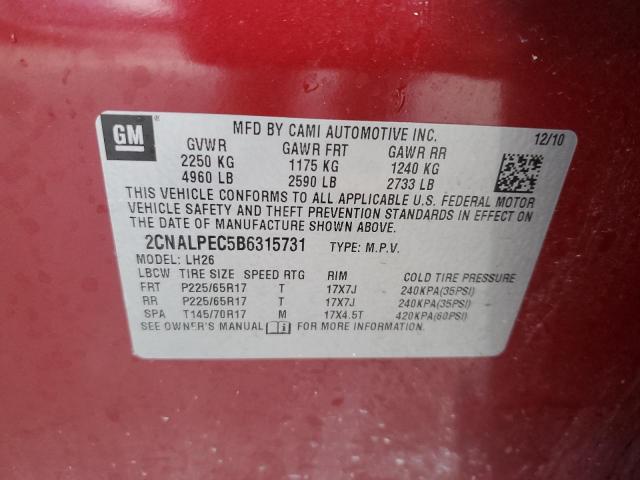 GM ®
MFD BY CAMI AUTOMOTIVE INC. 12/10
GVWR GAWR FRT GAWR RR
2250 KG 1175 KG 1240 KG
4960 LB 2590 LB 2733 LB
THIS VEHICLE CONFORMS TO ALL APPLICABLE U.S. FEDERAL MOTOR
VEHICLE SAFETY AND THEFT PREVENTION STANDARDS IN EFFECT ON
THE DATE OF MANUFACTURE SHOWN ABOVE.
2CNALPEC5B6315731 TYPE: M.P.V.
MODEL: LH26
LBCW TIRE SIZE SPEED RTG RIM COLD TIRE PRESSURE
FRT P225/65R17 T 17X7J 240KPA(35PSI)
RR P225/65R17 T 17X7J 240KPA(35PSI)
SPA T145/70R17 M 17X4.5T 420KPA(60PSI)
SEE OWNER'S MANUAL i FOR MORE INFORMATION.